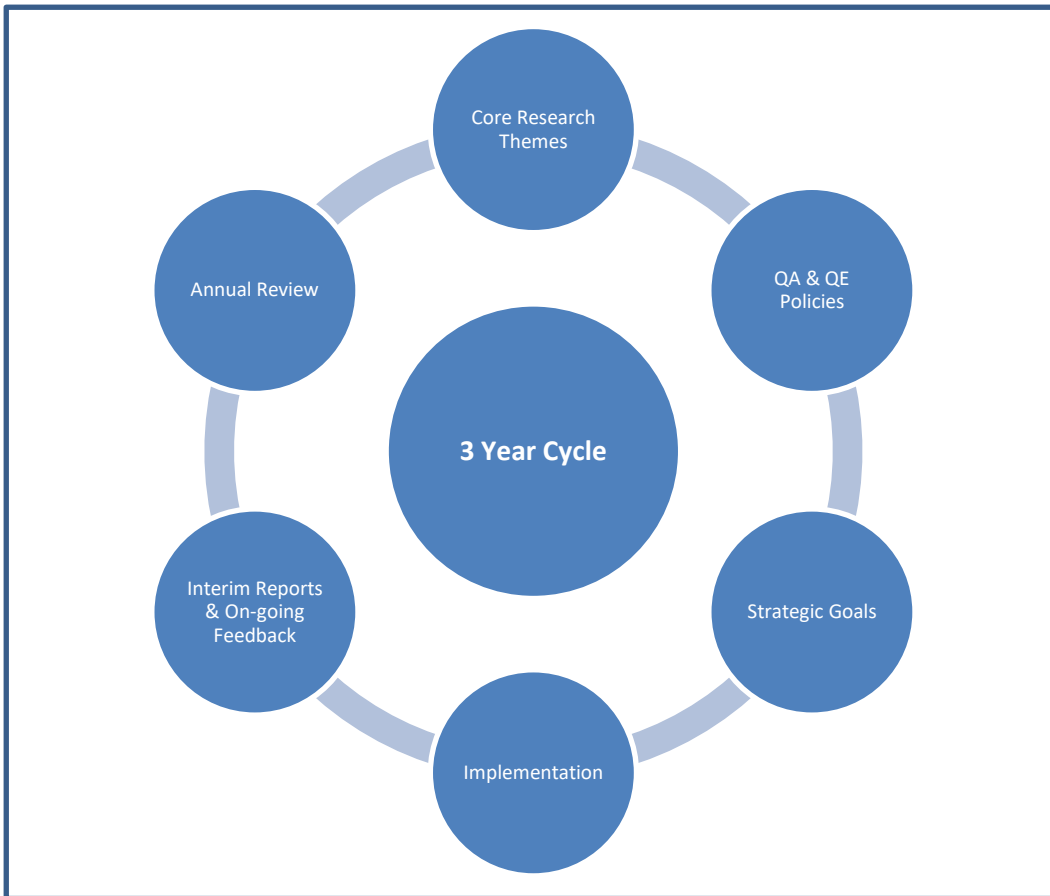 Core Research
Themes
QA & QE
Policies
Strategic Goals
Implementation
Interim Reports
& On-going
Feedback
Annual Review
3 Year Cycle